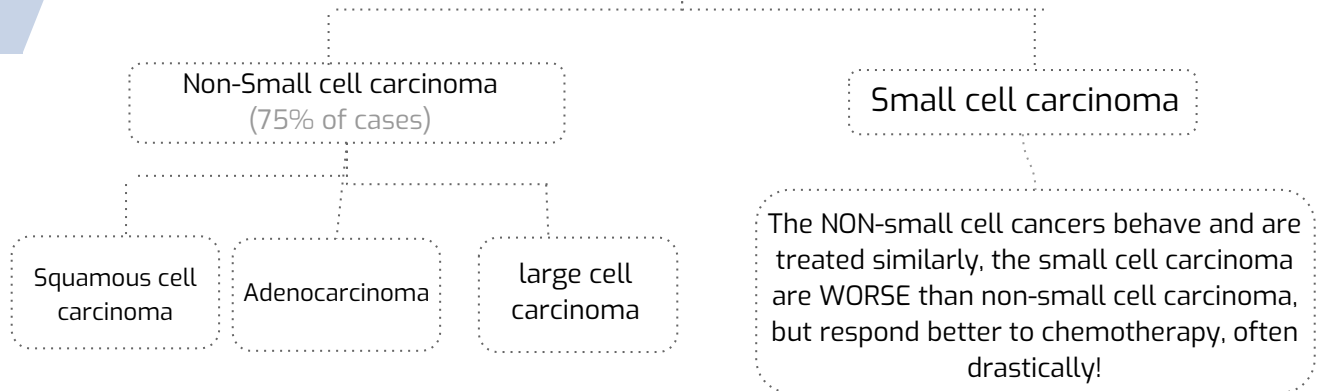 Non-Small cell carcinoma
(75% of cases)
Small cell carcinoma
Squamous cell
carcinoma
Adenocarcinoma
large cell
carcinoma
The NON-small cell cancers behave and are
treated similarly, the small cell carcinoma
are WORSE than non-small cell carcinoma,
but respond better to chemotherapy, often
drastically!